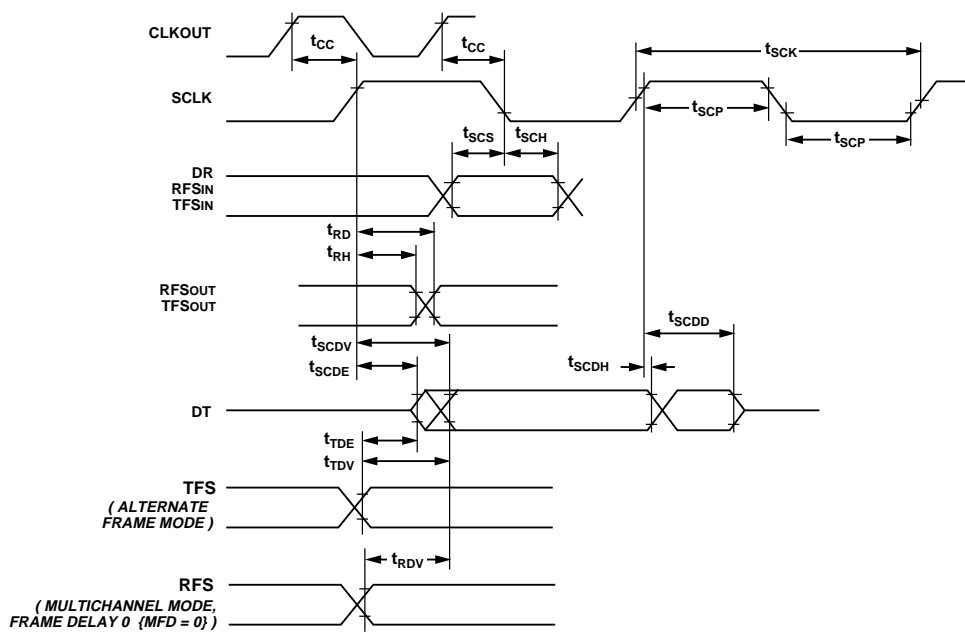 CLKOUT
tCC
tCC
tSCK
SCLK
tSCP
tSCP
tSCS
tSCH
DR
RFSIN
TFSIN
tRD
tRH
RFSOUT
TFSOUT
tSCDV
tSCDE
tSCDD
tSCDH
DT
tTDE
tTDV
TFS
( ALTERNATE
FRAME MODE )
tRDV
RFS
( MULTICHANNEL MODE,
FRAME DELAY 0 {MFD = 0} )